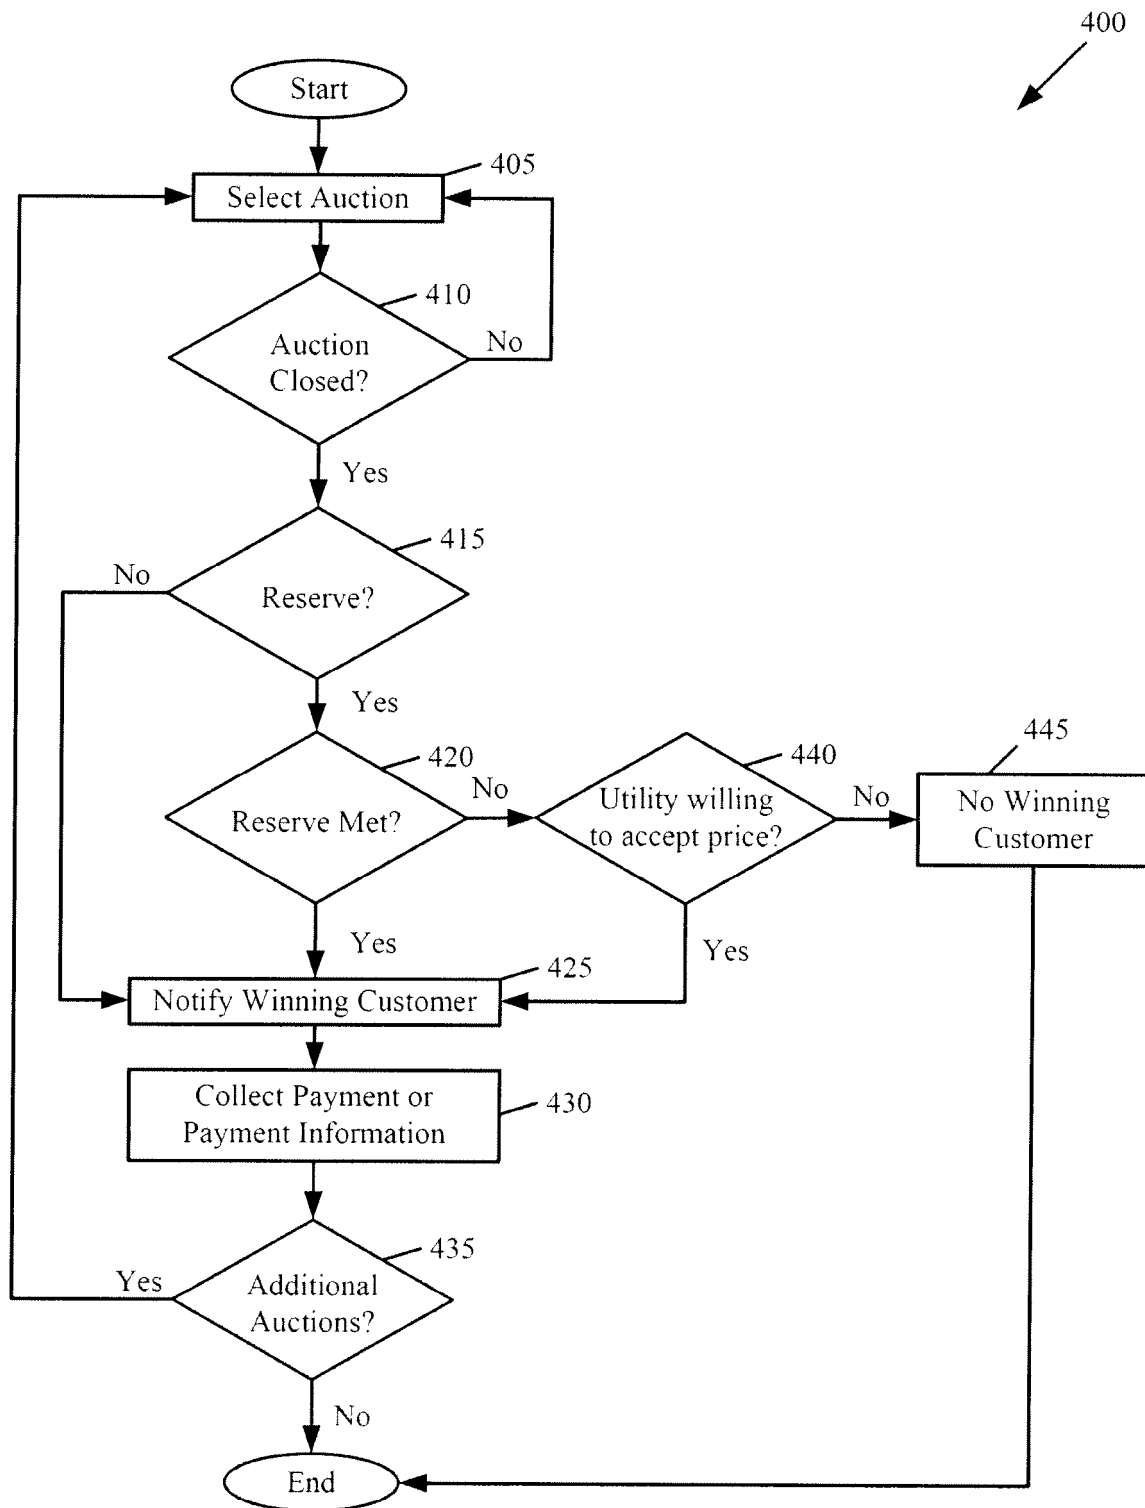 400
Start
405
Select Auction
410
Auction
Closed?
No
Yes
415
No
Reserve?
Yes
420
No
Reserve Met?
440
Utility willing
to accept price?
No
445
No Winning
Customer
Yes
Yes
425
Notify Winning Customer
Collect Payment or
Payment Information
430
435
Yes
Additional
Auctions?
No
End